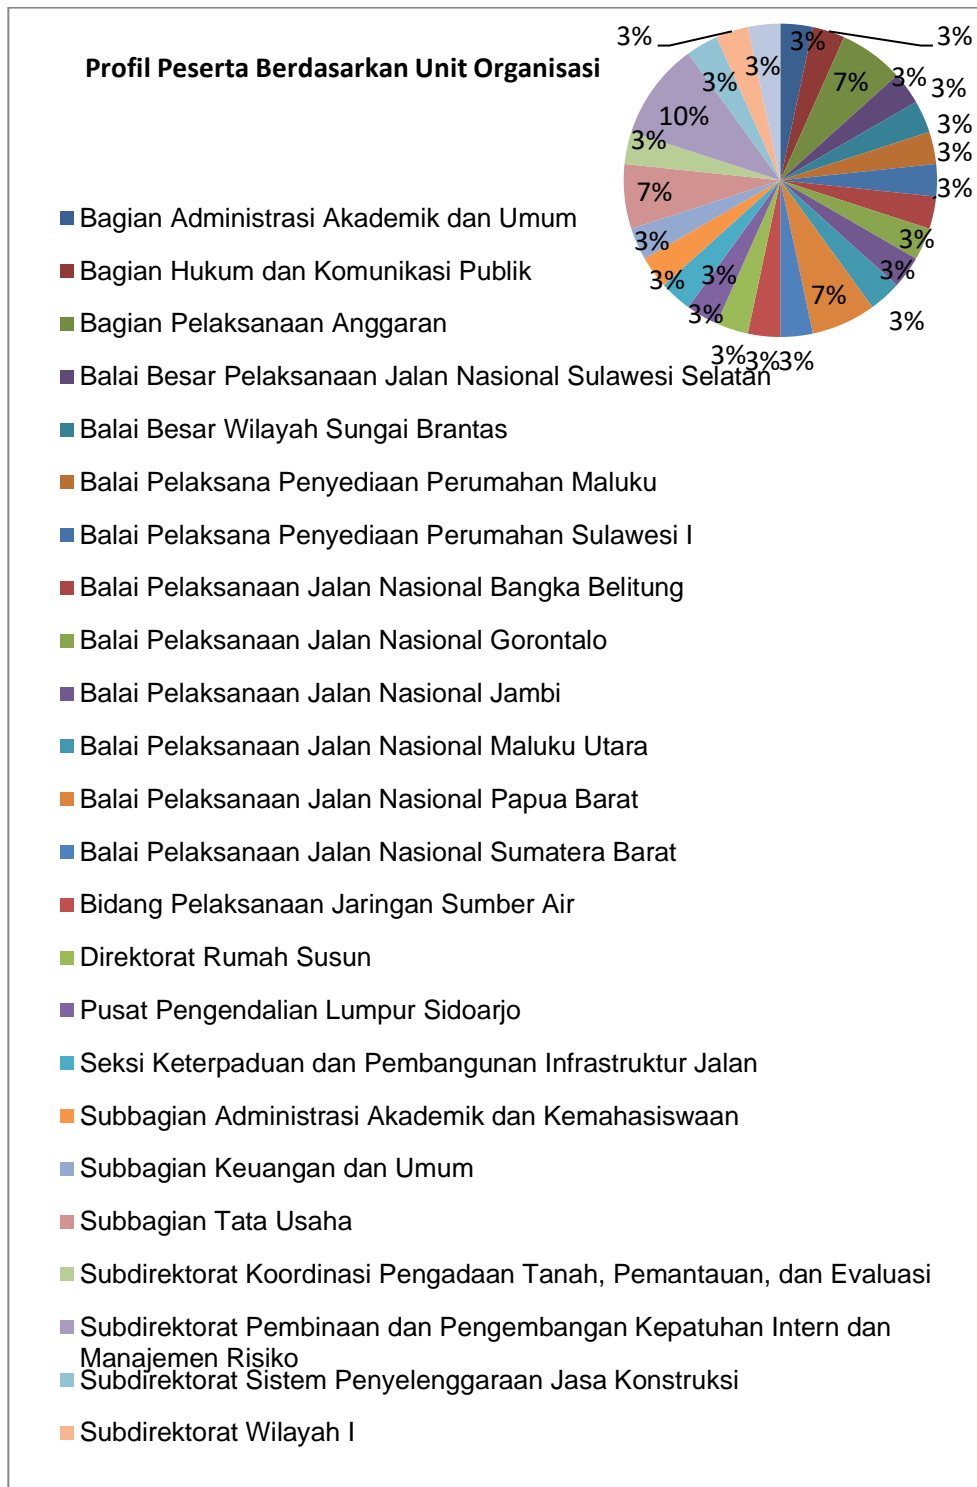 Profil Peserta Berdasarkan Unit Organisasi
3%
3%
3%
3%
3%
7%
3%
3%
10%
3%
3%
3%
3%
7%
3%
3%
3%
3%
3%
3%
7%
3%
3%
3%
3%
3%
Bagian Administrasi Akademik dan Umum
Bagian Hukum dan Komunikasi Publik
Bagian Pelaksanaan Anggaran
Balai Besar Pelaksanaan Jalan Nasional Sulawesi Selatan
Balai Besar Wilayah Sungai Brantas
Balai Pelaksana Penyediaan Perumahan Maluku
Balai Pelaksana Penyediaan Perumahan Sulawesi I
Balai Pelaksanaan Jalan Nasional Bangka Belitung
Balai Pelaksanaan Jalan Nasional Gorontalo
Balai Pelaksanaan Jalan Nasional Jambi
Balai Pelaksanaan Jalan Nasional Maluku Utara
Balai Pelaksanaan Jalan Nasional Papua Barat
Balai Pelaksanaan Jalan Nasional Sumatera Barat
Bidang Pelaksanaan Jaringan Sumber Air
Direktorat Rumah Susun
Pusat Pengendalian Lumpur Sidoarjo
Seksi Keterpaduan dan Pembangunan Infrastruktur Jalan
Subbagian Administrasi Akademik dan Kemahasiswaan
Subbagian Keuangan dan Umum
Subbagian Tata Usaha
Subdirektorat Koordinasi Pengadaan Tanah, Pemantauan, dan Evaluasi
Subdirektorat Pembinaan dan Pengembangan Kepatuhan Intern dan
Manajemen Risiko
Subdirektorat Sistem Penyelenggaraan Jasa Konstruksi
Subdirektorat Wilayah I